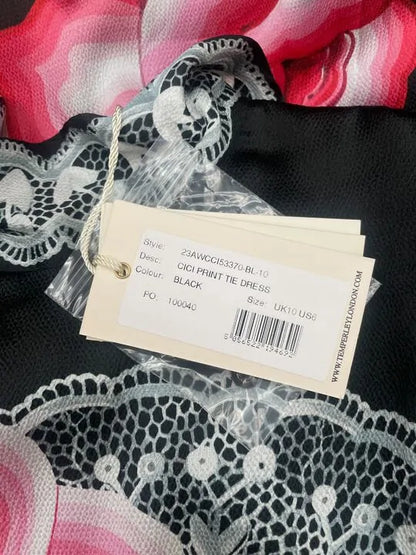 Style: 23AWCCI53370-BL-10
Desc: CICI PRINT TIE DRESS
Colour: BLACK
PO: 100040 Size: UK10 US6
WWW.TEMPERLEYLONDON.COM